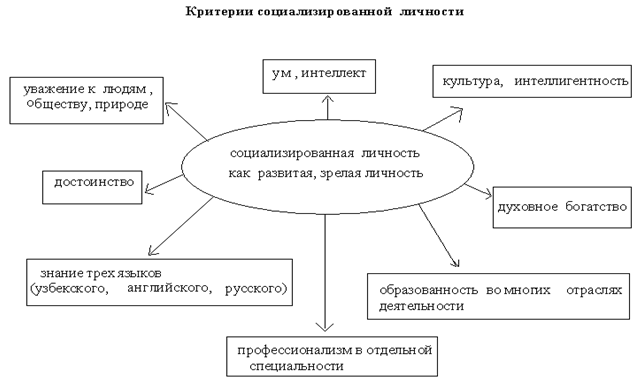 Критерии социализированной личности
ум, интеллект
уважение к людям,
обществу, природе
культура, интеллигентность
социализированная личность
как развитая, зрелая личность
достоинство
духовное богатство
знание трех языков
(узбекского, английского, русского)
образованность во многих отраслях
деятельности
профессионализм в отдельной
специальности